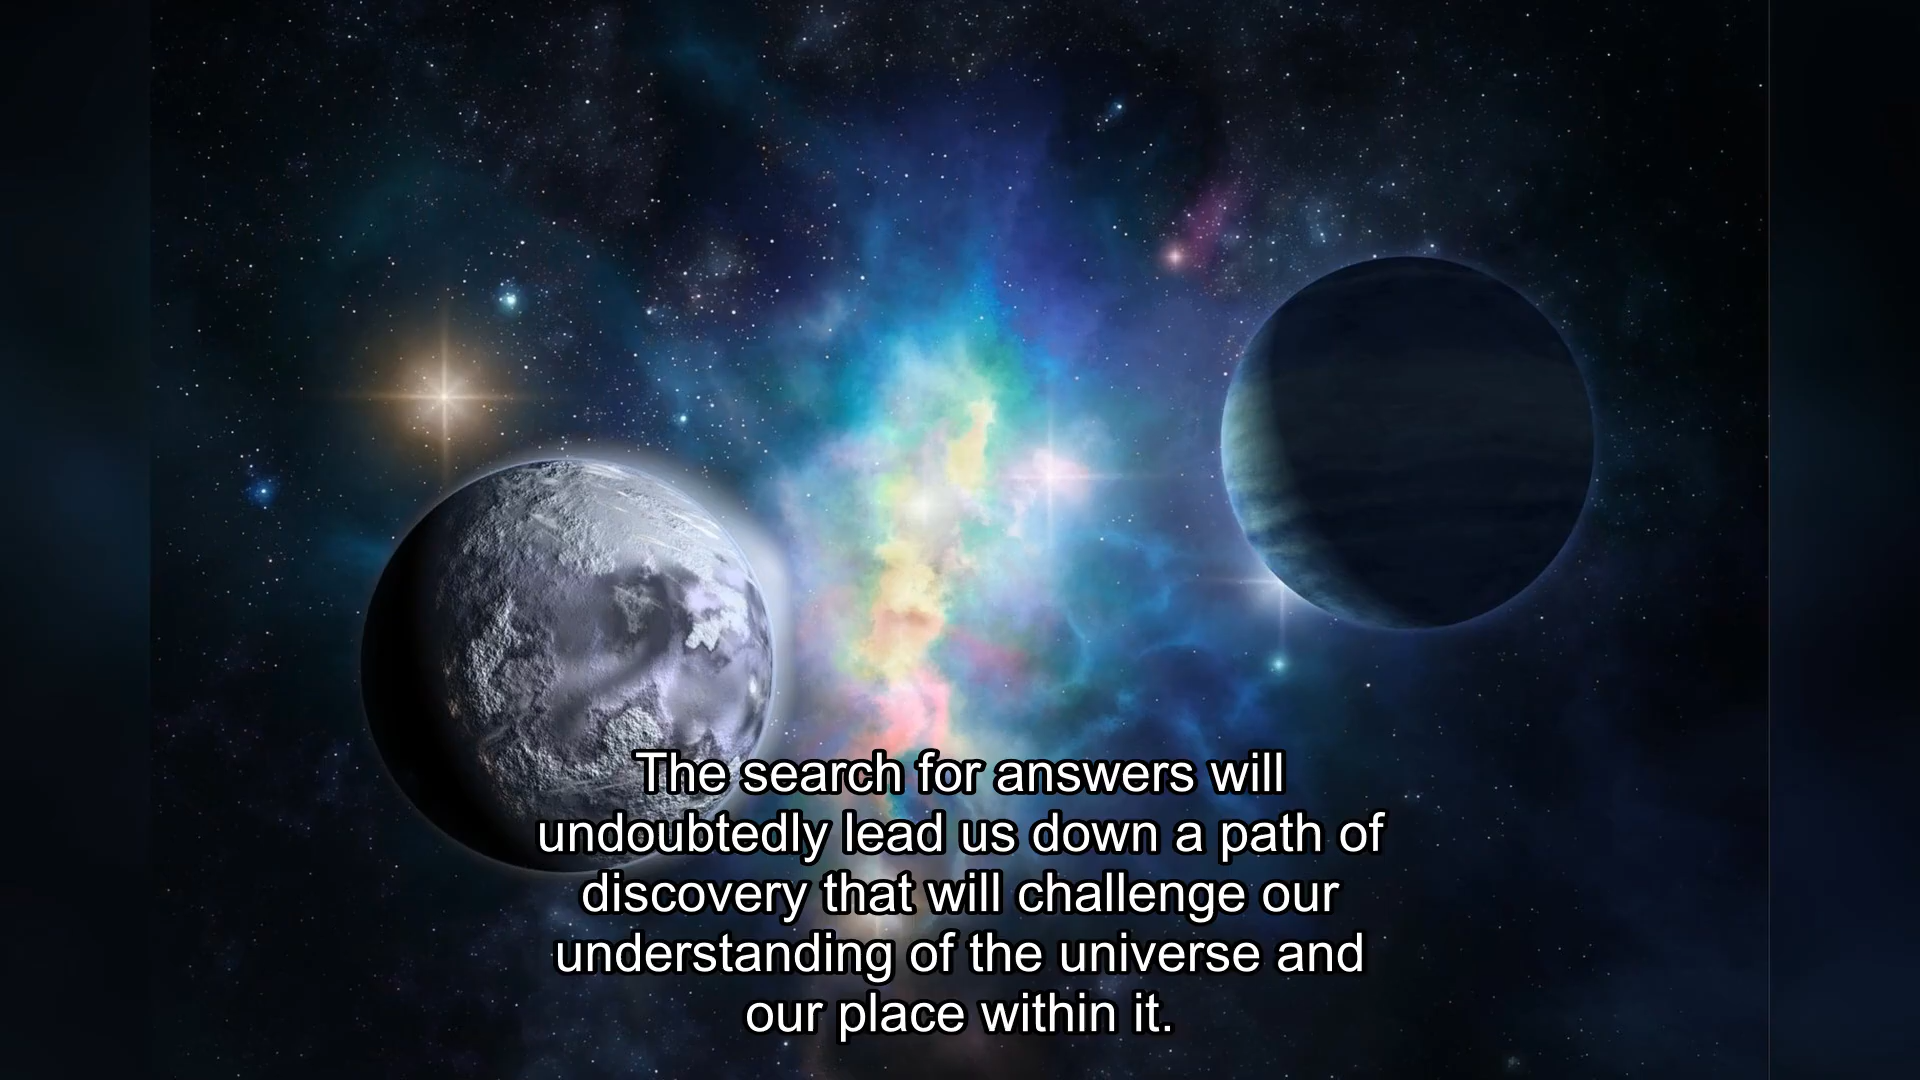 The search for answers will
undoubtedly lead us down a path of
discovery that will challenge our
understanding of the universe and
our place within it.